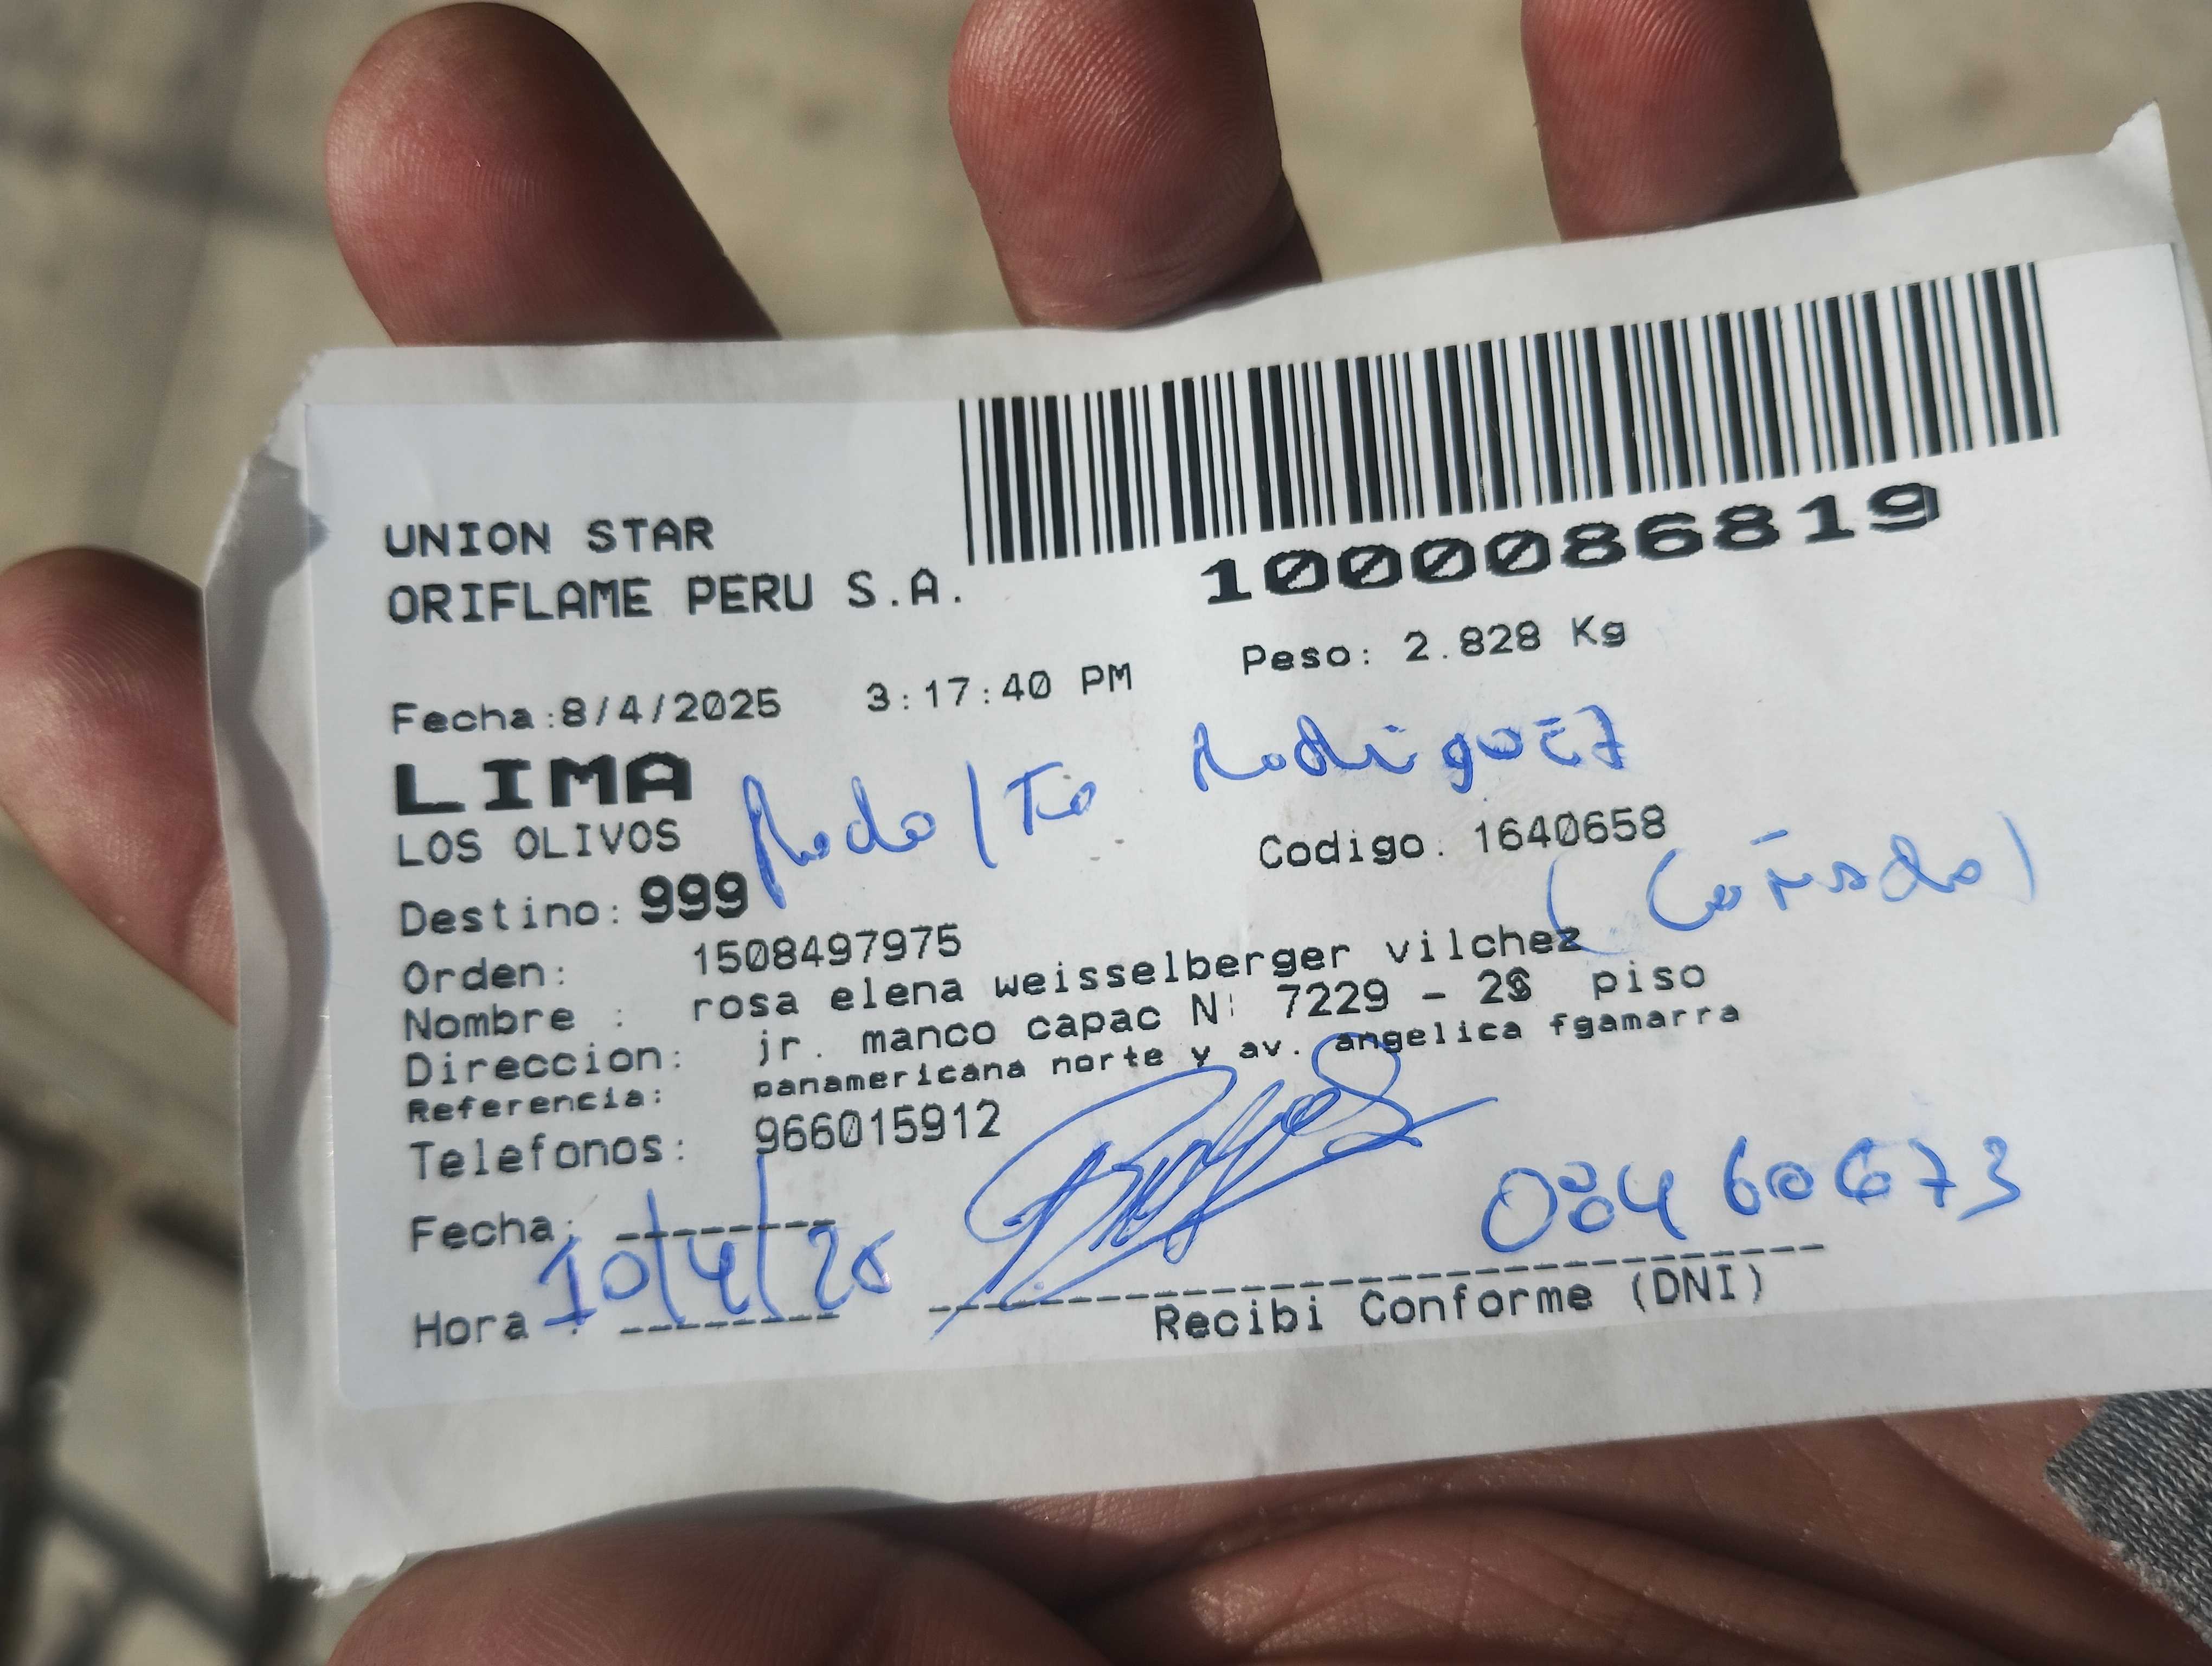 UNION STAR
ORIFLAME PERU S.A.
1000086819
Fecha:8/4/2025 3:17:40 PM Peso: 2.828 Kg
LIMA
Rodolfo Rodriguez
LOS OLIVOS
Codigo. 1640658
(Cuñado)
Destino: 999
Orden: 1508497975
Nombre : rosa elena weisselberger vilchez
Direccion: jr. manco capac N: 7229 - 2 piso
Referencia: panamericana norte y av. angelica fgamarra
Telefonos: 966015912
Fecha: 10/4/25
08460673
Hora :
Recibi Conforme (DNI)